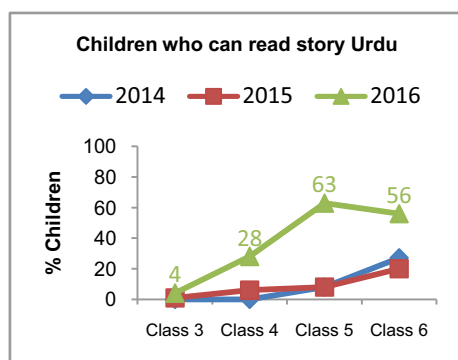 Children who can read story Urdu
2014 2015 2016
% Children
100
80
60
40
20
0
4
28
63
56
Class 3 Class 4 Class 5 Class 6